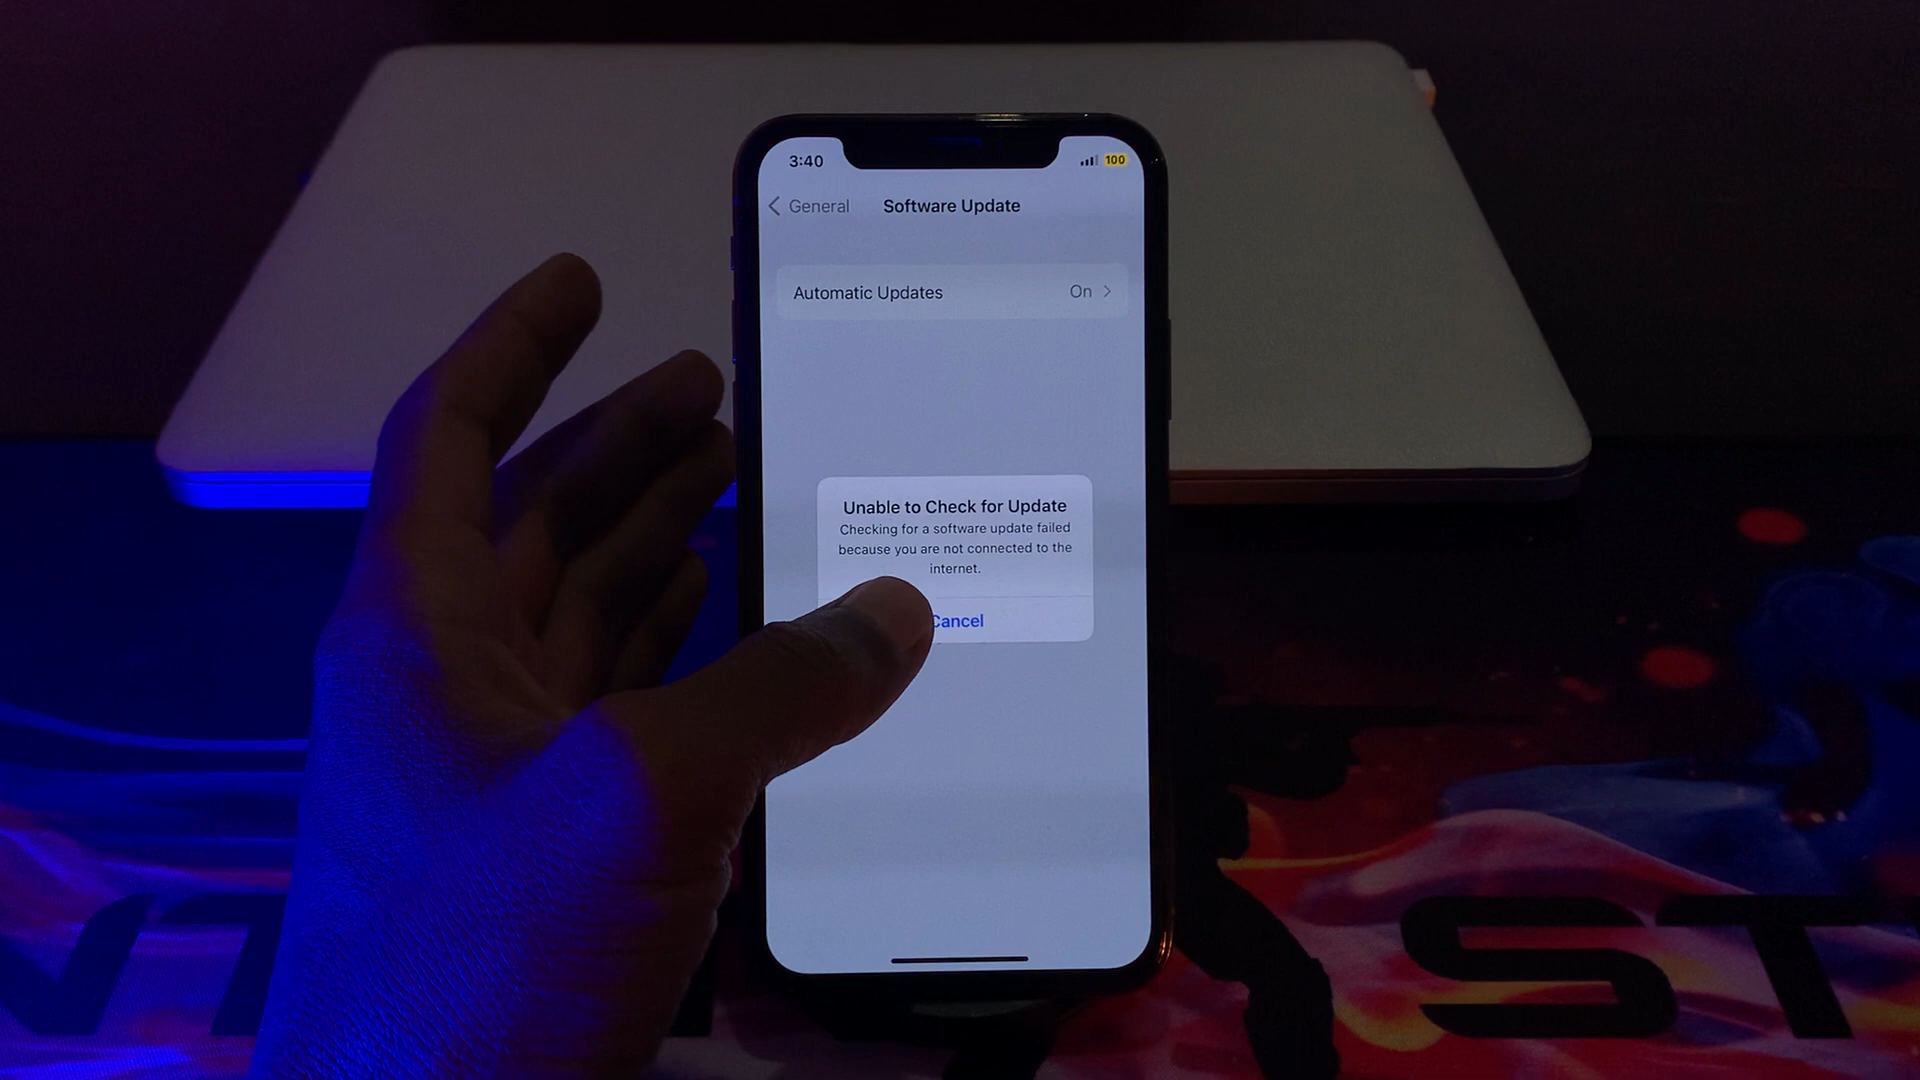 3:40
100
General
Software Update
Automatic Updates
On
Unable to Check for Update
Checking for a software update failed
because you are not connected to the
internet.
Cancel
ST